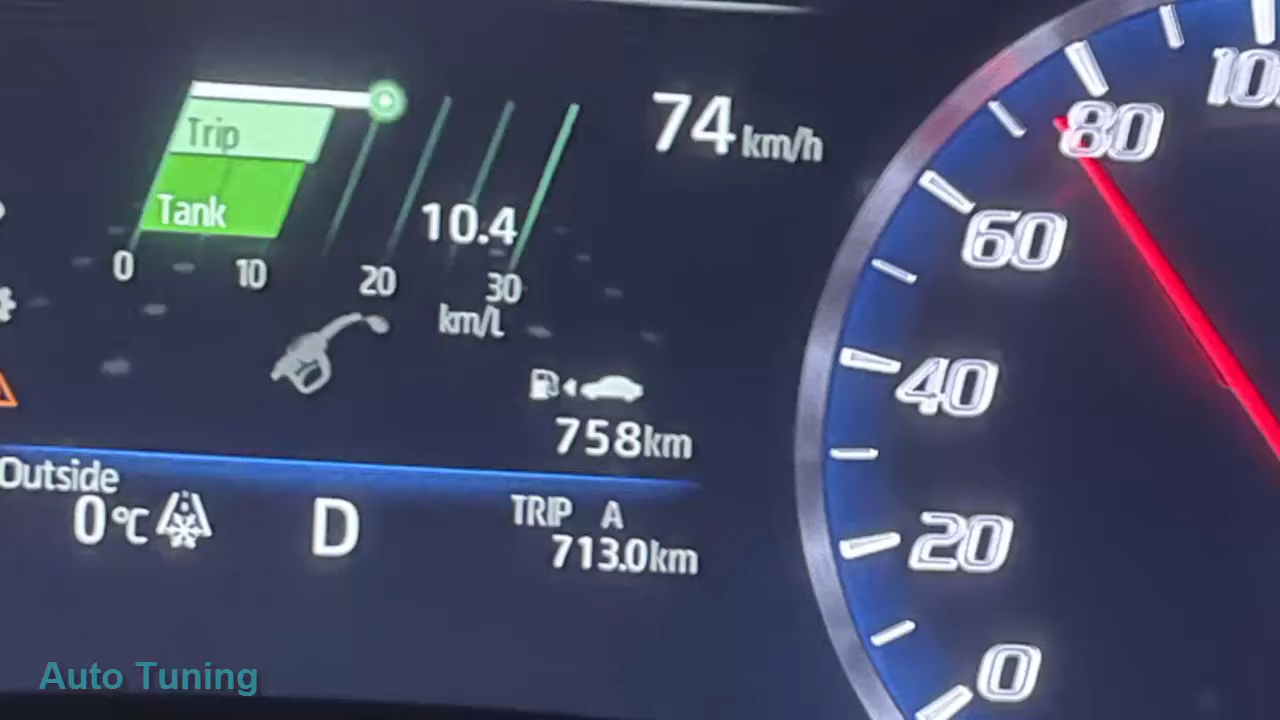 Trip
Tank
0 10 20 30
10.4
km/L
74 km/h
758km
Outside
0°C
D
TRIP A
713.0km
80
60
40
20
0
Auto Tuning